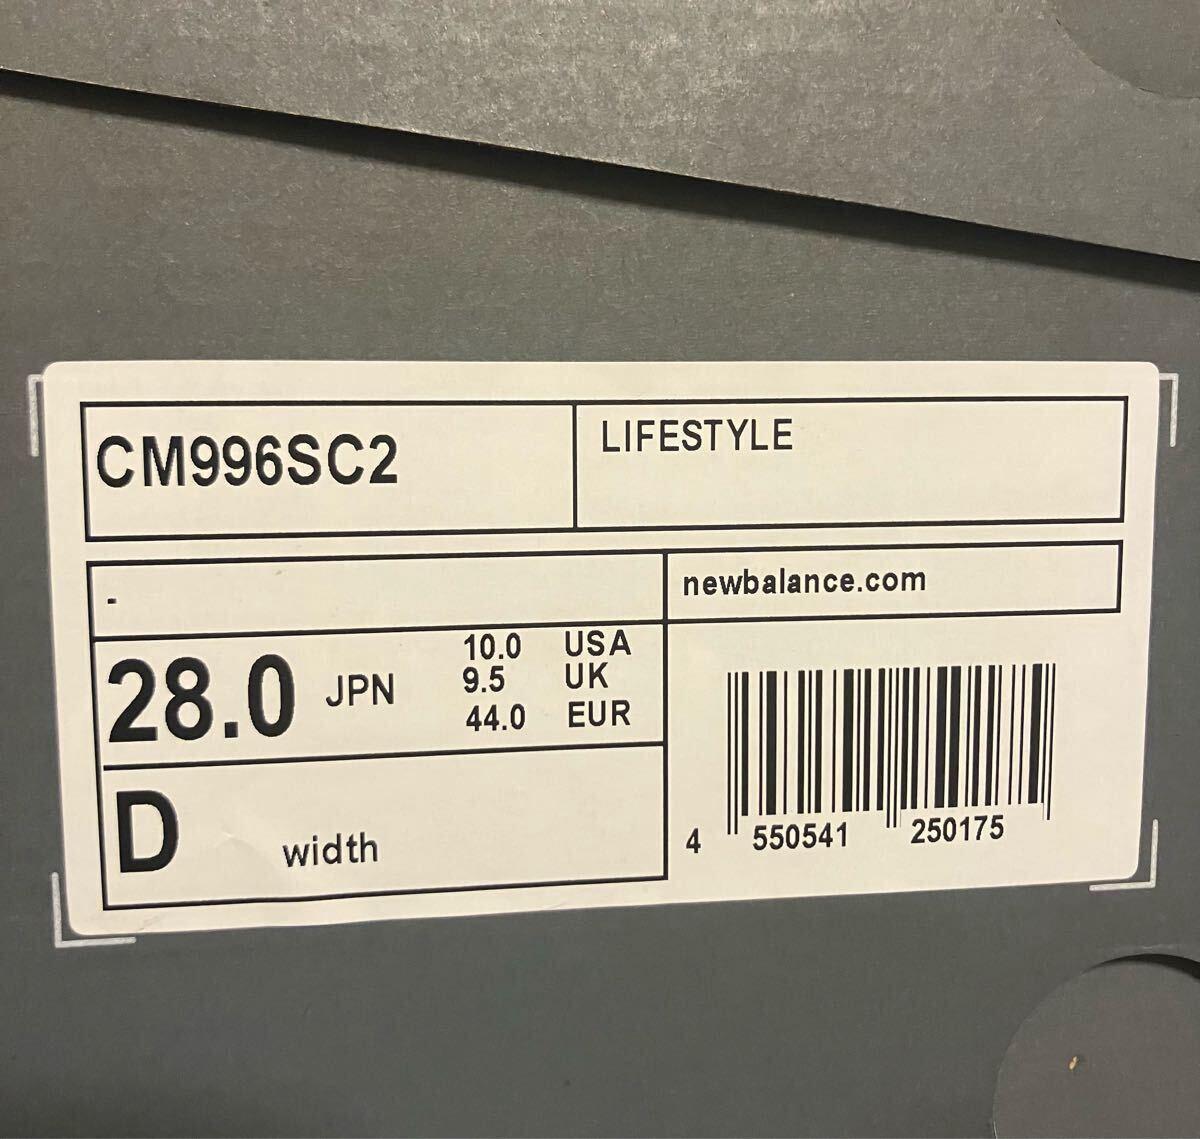 CM996SC2
LIFESTYLE
-
newbalance.com
28.0 JPN
10.0 USA
9.5 UK
44.0 EUR
D width
4 550541 250175